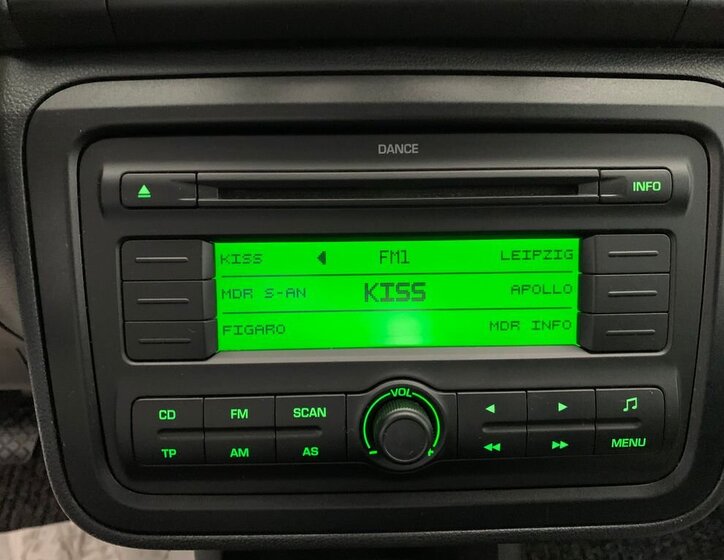 DANCE
INFO
KISS FM1 LEIPZIG
MDR S-AN KISS APOLLO
FIGARO MDR INFO
VOL
CD FM SCAN
TP AM AS MENU
- +